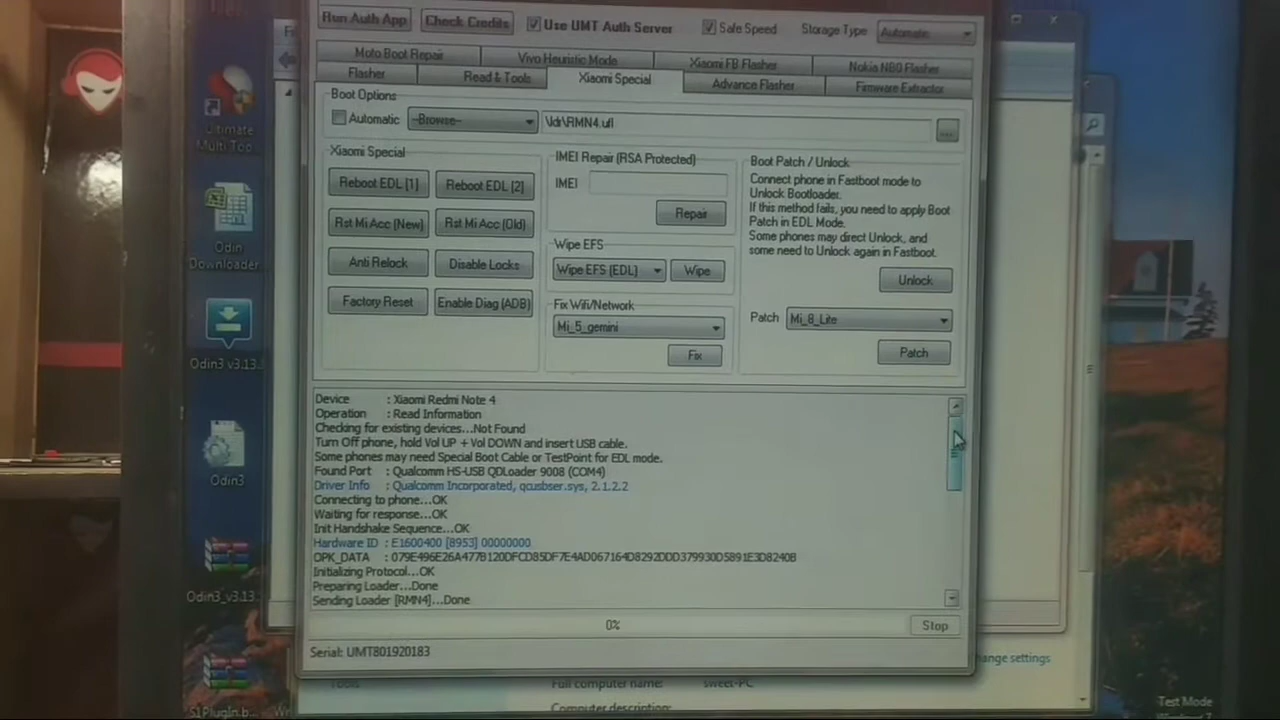 Run Auth App
Check Credits
Use UMT Auth Server
Safe Speed
Storage Type
Automatic
Moto Boot Repair
Vivo Heuristic Mode
Xiaomi FB Flasher
Nokia NB0 Flasher
Flasher
Read & Tools
Xiaomi Special
Advance Flasher
Firmware Extractor
Boot Options
Automatic
--Browse--
\ldr\RMN4.ufl
...
Xiaomi Special
Reboot EDL [1]
Reboot EDL [2]
Rst Mi Acc [New]
Rst Mi Acc [Old]
Anti Relock
Disable Locks
Factory Reset
Enable Diag (ADB)
IMEI Repair (RSA Protected)
IMEI
Repair
Wipe EFS
Wipe EFS (EDL)
Wipe
Fix Wifi/Network
Mi_5_gemini
Fix
Boot Patch / Unlock
Connect phone in Fastboot mode to
Unlock Bootloader.
If this method fails, you need to apply Boot
Patch in EDL Mode.
Some phones may direct Unlock, and
some need to Unlock again in Fastboot.
Unlock
Patch
Mi_8_Lite
Patch
Device : Xiaomi Redmi Note 4
Operation : Read Information
Checking for existing devices...Not Found
Turn Off phone, hold Vol UP + Vol DOWN and insert USB cable.
Some phones may need Special Boot Cable or TestPoint for EDL mode.
Found Port : Qualcomm HS-USB QDLoader 9008 (COM4)
Driver Info : Qualcomm Incorporated, qcusbser.sys, 2.1.2.2
Connecting to phone...OK
Waiting for response...OK
Init Handshake Sequence...OK
Hardware ID : E1600400 [8953] 00000000
OPK_DATA : 079E496E26A477B120DFCD85DF7E4AD067164D8292DDD379930D5891E3D8240B
Initializing Protocol...OK
Preparing Loader...Done
Sending Loader [RMN4]...Done
0%
Stop
Serial: UMT801920183
Ultimate
Multi Too...
Odin
Downloader...
Odin3 v3.13...
Odin3
Odin3_v3.13...
S1PlugIn.b...
hange settings
Full computer name:
sweet-PC
Computer description:
Test Mode